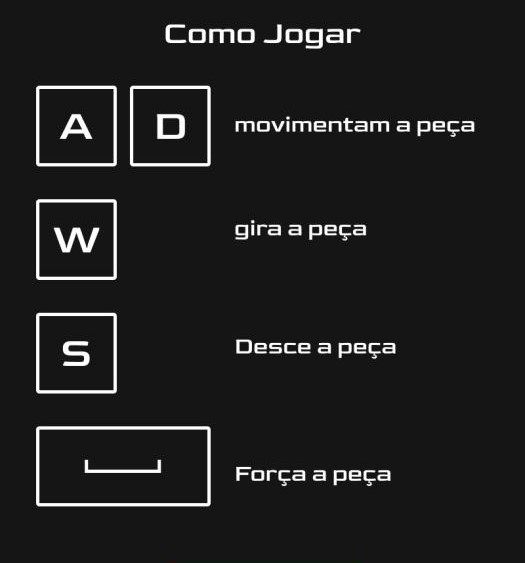 Como Jogar
A D movimentam a peça
W gira a peça
S Desce a peça
Força a peça